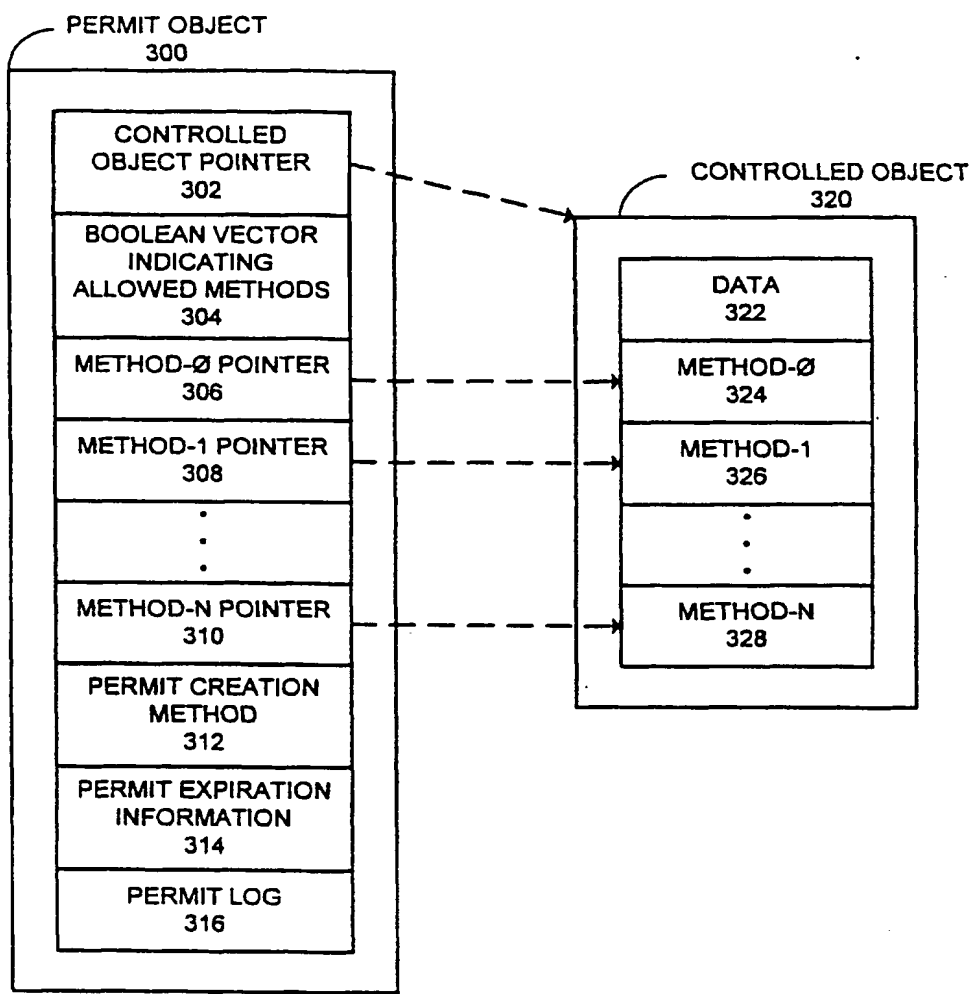 PERMIT OBJECT
300
CONTROLLED
OBJECT POINTER
302
BOOLEAN VECTOR
INDICATING
ALLOWED METHODS
304
METHOD-Ø POINTER
306
METHOD-1 POINTER
308
METHOD-N POINTER
310
PERMIT CREATION
METHOD
312
PERMIT EXPIRATION
INFORMATION
314
PERMIT LOG
316
CONTROLLED OBJECT
320
DATA
322
METHOD-Ø
324
METHOD-1
326
METHOD-N
328